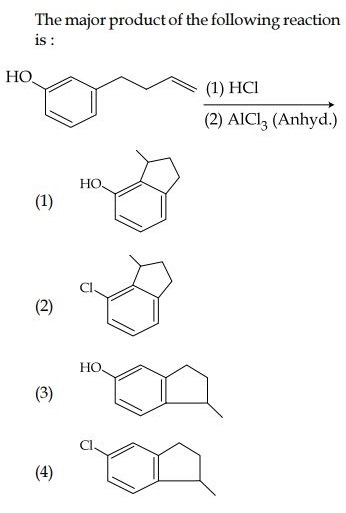 The major product of the following reaction
is :
HO
(1) HCl
(2) AlCl₃ (Anhyd.)
(1)
HO
(2)
Cl
(3)
HO
(4)
Cl